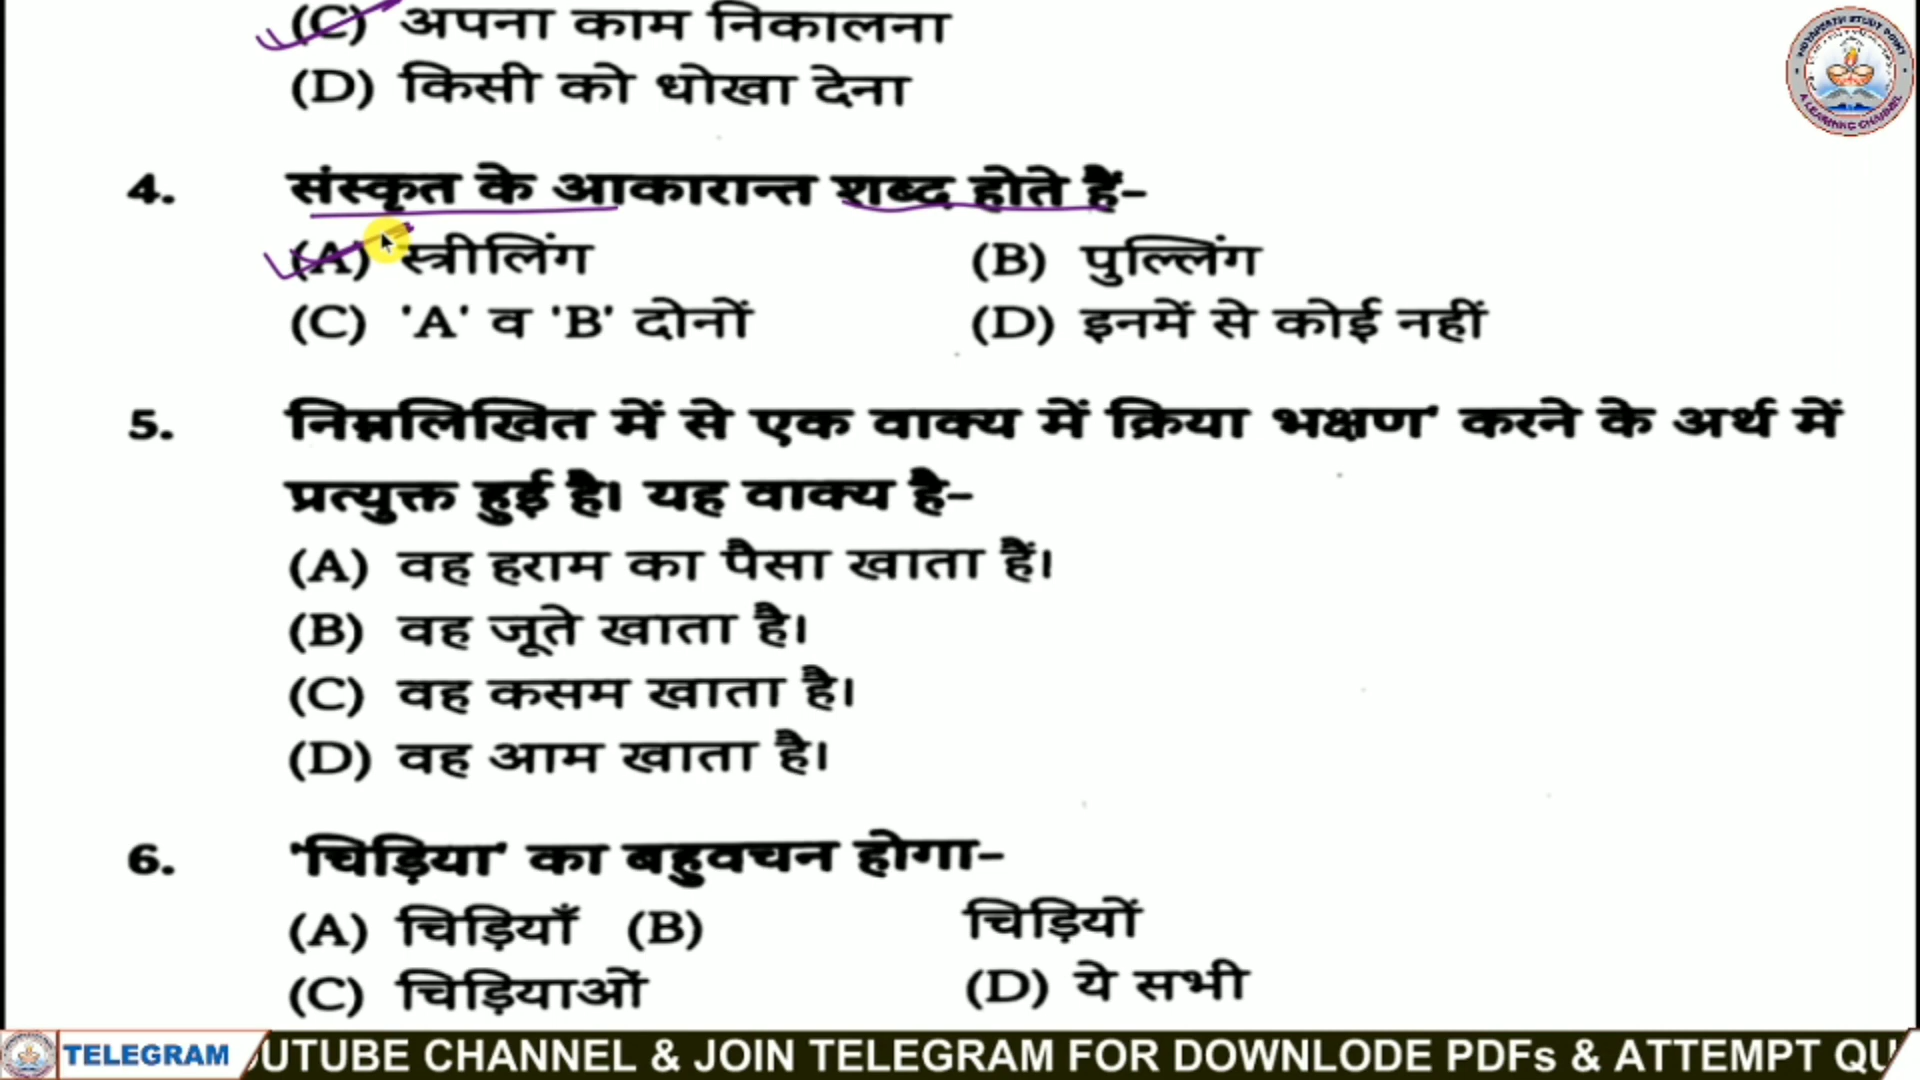 (C) अपना काम निकालना
(D) किसी को धोखा देना
4. संस्कृत के आकारान्त शब्द होते हैं-
(A) स्त्रीलिंग (B) पुल्लिंग
(C) 'A' व 'B' दोनों (D) इनमें से कोई नहीं
5. निम्नलिखित में से एक वाक्य में क्रिया भक्षण' करने के अर्थ में
प्रत्युक्त हुई है। यह वाक्य है-
(A) वह हराम का पैसा खाता हैं।
(B) वह जूते खाता है।
(C) वह कसम खाता है।
(D) वह आम खाता है।
6. 'चिड़िया' का बहुवचन होगा-
(A) चिड़ियाँ (B) चिड़ियों
(C) चिड़ियाओं (D) ये सभी
TELEGRAM OUTUBE CHANNEL & JOIN TELEGRAM FOR DOWNLODE PDFs & ATTEMPT QU